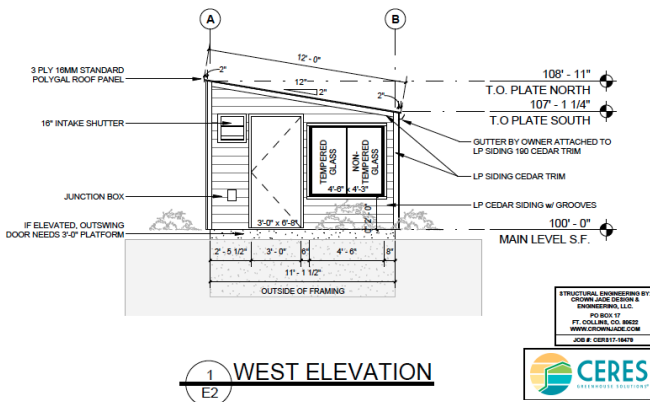 A
B
12' - 0"
3 PLY 16MM STANDARD
POLYGAL ROOF PANEL
2"
12"
2"
2"
108' - 11"
T.O. PLATE NORTH
107' - 1 1/4"
T.O PLATE SOUTH
16" INTAKE SHUTTER
GUTTER BY OWNER ATTACHED TO
LP SIDING 190 CEDAR TRIM
TEMPERED
GLASS
NON-
TEMPERED
GLASS
LP SIDING CEDAR TRIM
4'-6" x 4'-3"
JUNCTION BOX
LP CEDAR SIDING w/ GROOVES
IF ELEVATED, OUTSWING
DOOR NEEDS 3'-0" PLATFORM
3'-0" x 6'-8"
100' - 0"
MAIN LEVEL S.F.
2' - 5 1/2"
3' - 0"
6"
4' - 6"
8"
11' - 1 1/2"
OUTSIDE OF FRAMING
STRUCTURAL ENGINEERING BY:
CROWN JADE DESIGN &
ENGINEERING, LLC.
PO BOX 17
FT. COLLINS, CO. 80522
WWW.CROWNJADE.COM
JOB #: CER517-16479
1
E2
WEST ELEVATION
CERES
GREENHOUSE SOLUTIONS